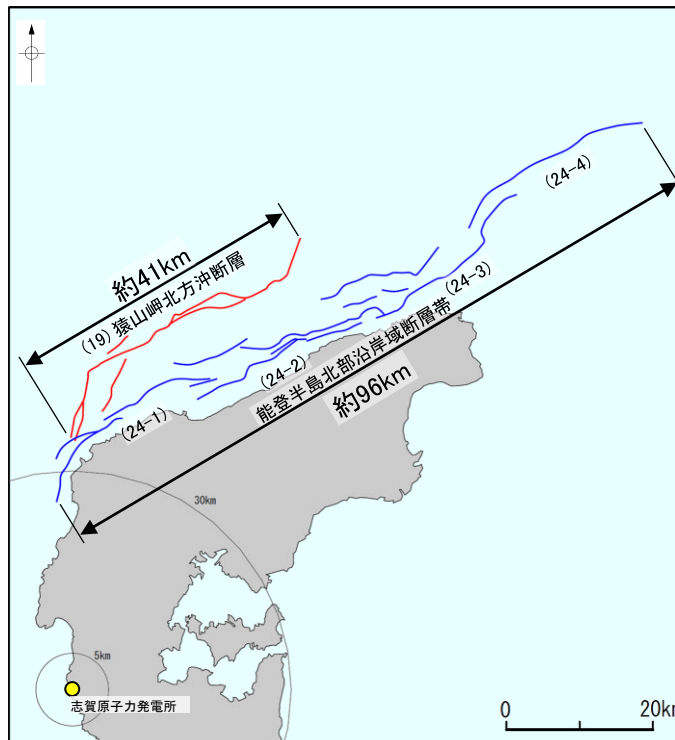 (24-4)
約41km
(19) 猿山岬北方沖断層
(24-3)
(24-2)
能登半島北部沿岸域断層帯
約96km
(24-1)
30km
5km
志賀原子力発電所
0
20km